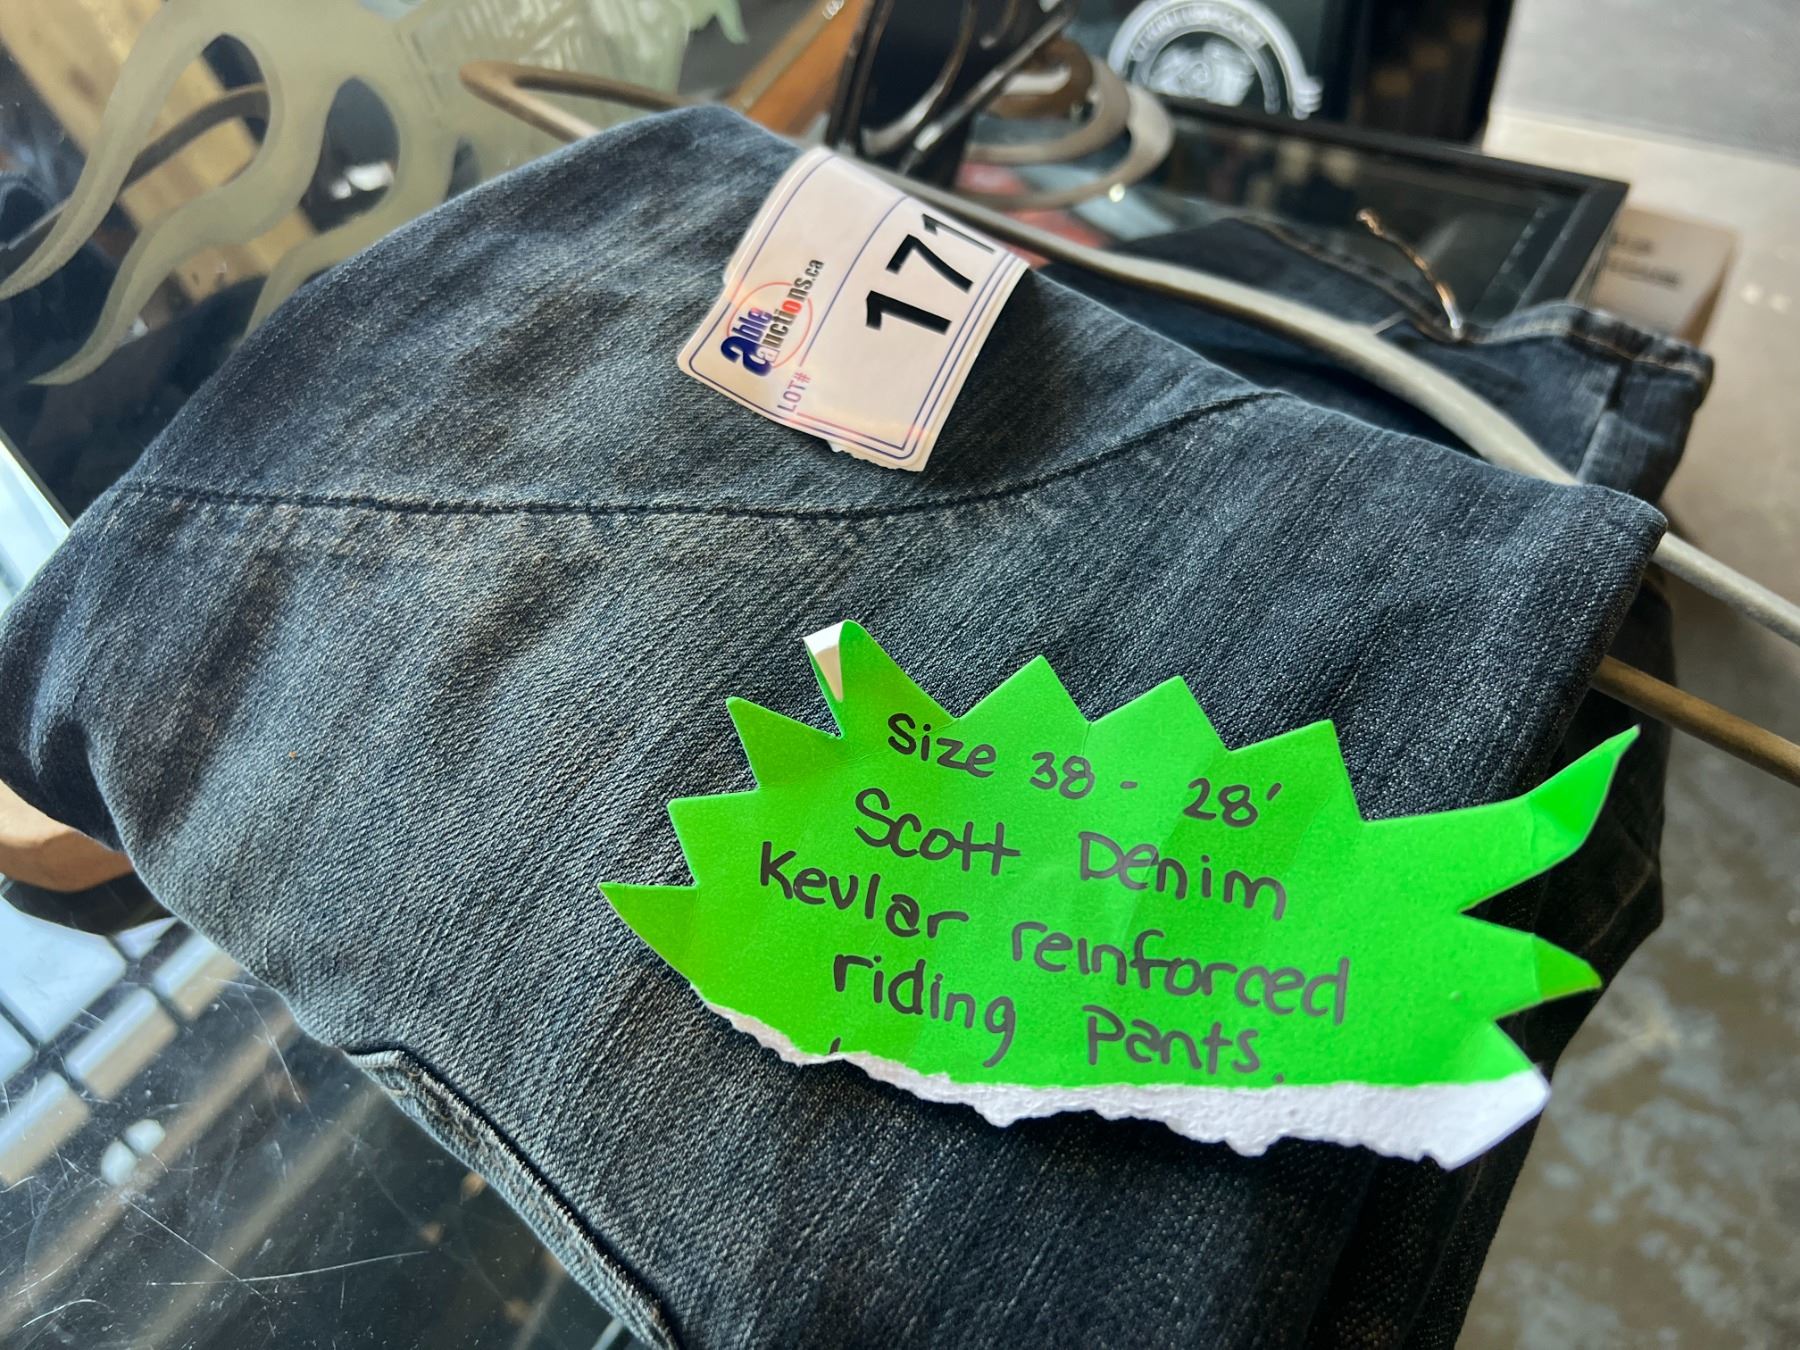 able
auctions.ca
LOT#
171
Size 38 - 28'
Scott Denim
Kevlar reinforced
riding pants.